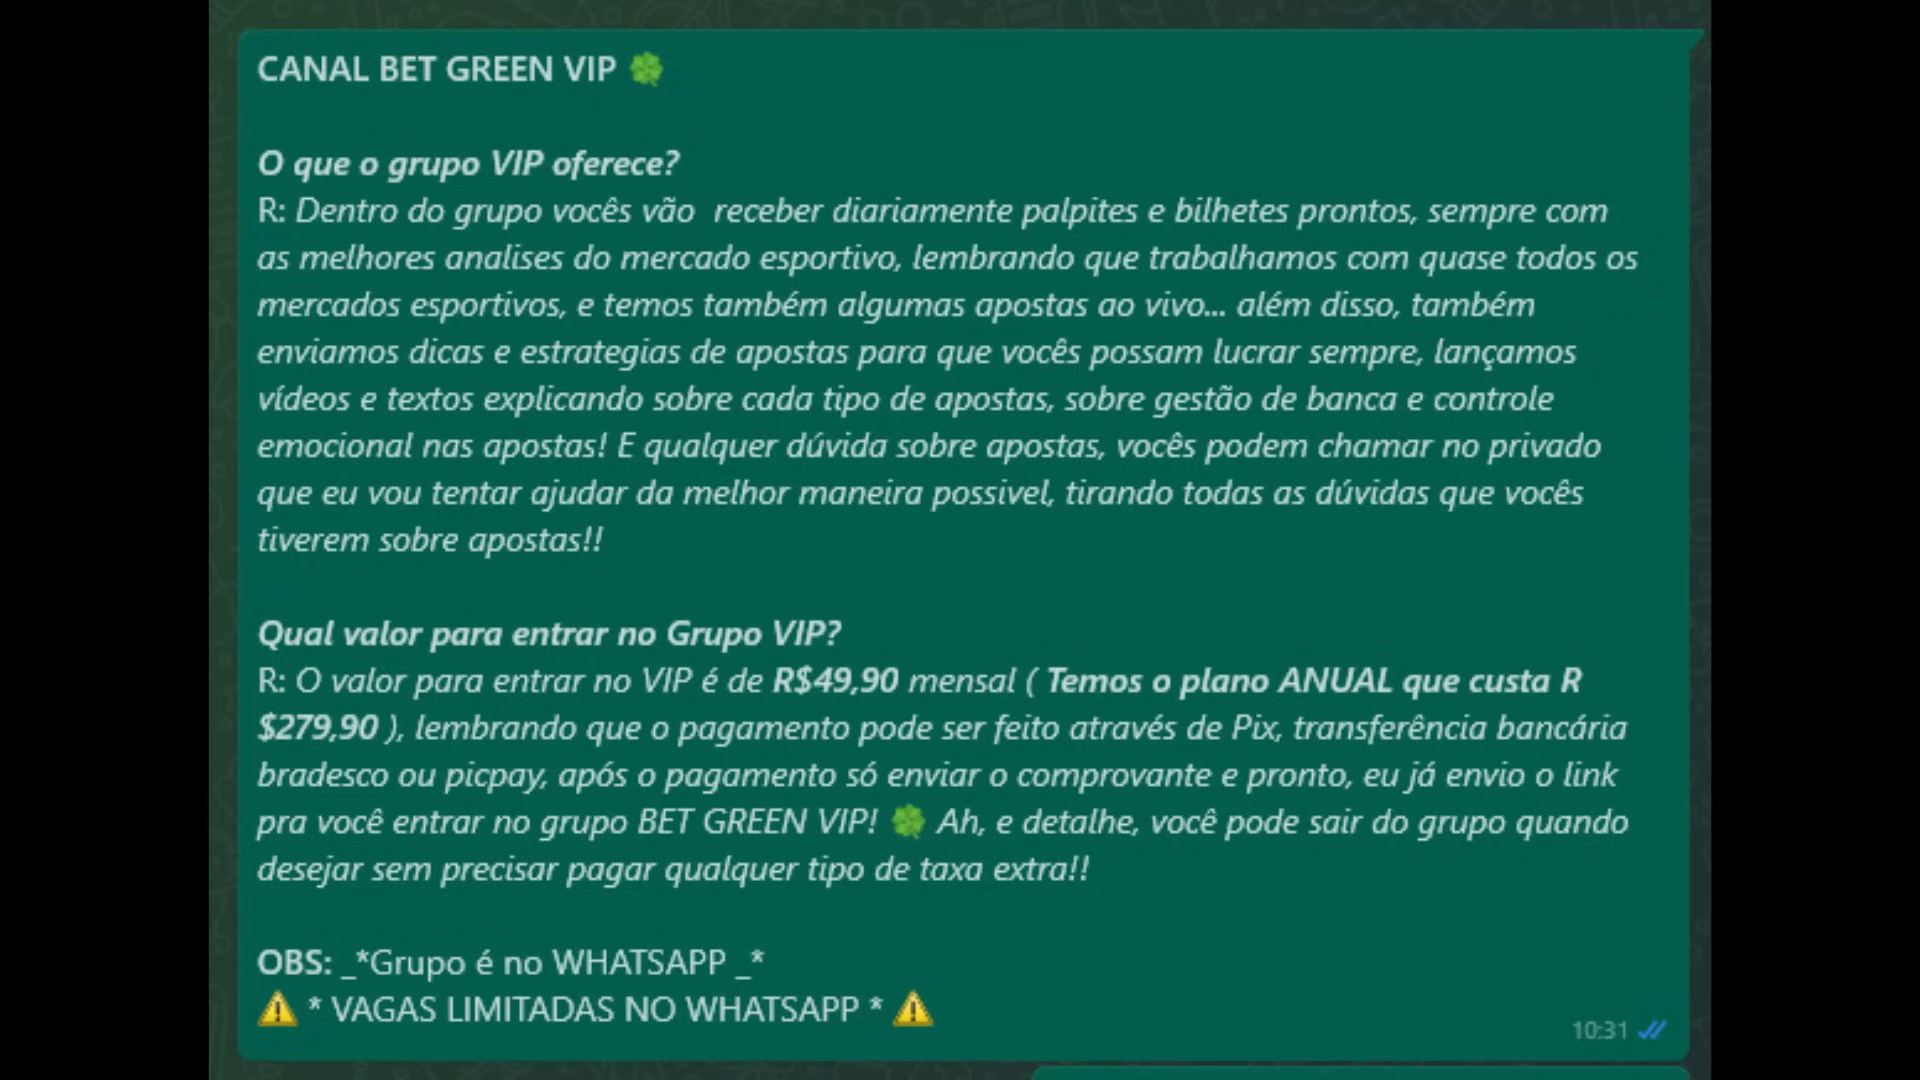 CANAL BET GREEN VIP 🍀
O que o grupo VIP oferece?
R: Dentro do grupo vocês vão  receber diariamente palpites e bilhetes prontos, sempre com
as melhores analises do mercado esportivo, lembrando que trabalhamos com quase todos os
mercados esportivos, e temos também algumas apostas ao vivo... além disso, também
enviamos dicas e estrategias de apostas para que vocês possam lucrar sempre, lançamos
vídeos e textos explicando sobre cada tipo de apostas, sobre gestão de banca e controle
emocional nas apostas! E qualquer dúvida sobre apostas, vocês podem chamar no privado
que eu vou tentar ajudar da melhor maneira possivel, tirando todas as dúvidas que vocês
tiverem sobre apostas!!
Qual valor para entrar no Grupo VIP?
R: O valor para entrar no VIP é de R$49,90 mensal ( Temos o plano ANUAL que custa R
$279,90 ), lembrando que o pagamento pode ser feito através de Pix, transferência bancária
bradesco ou picpay, após o pagamento só enviar o comprovante e pronto, eu já envio o link
pra você entrar no grupo BET GREEN VIP! 🍀 Ah, e detalhe, você pode sair do grupo quando
desejar sem precisar pagar qualquer tipo de taxa extra!!
OBS: _*Grupo é no WHATSAPP _*
⚠️ * VAGAS LIMITADAS NO WHATSAPP * ⚠️
10:31